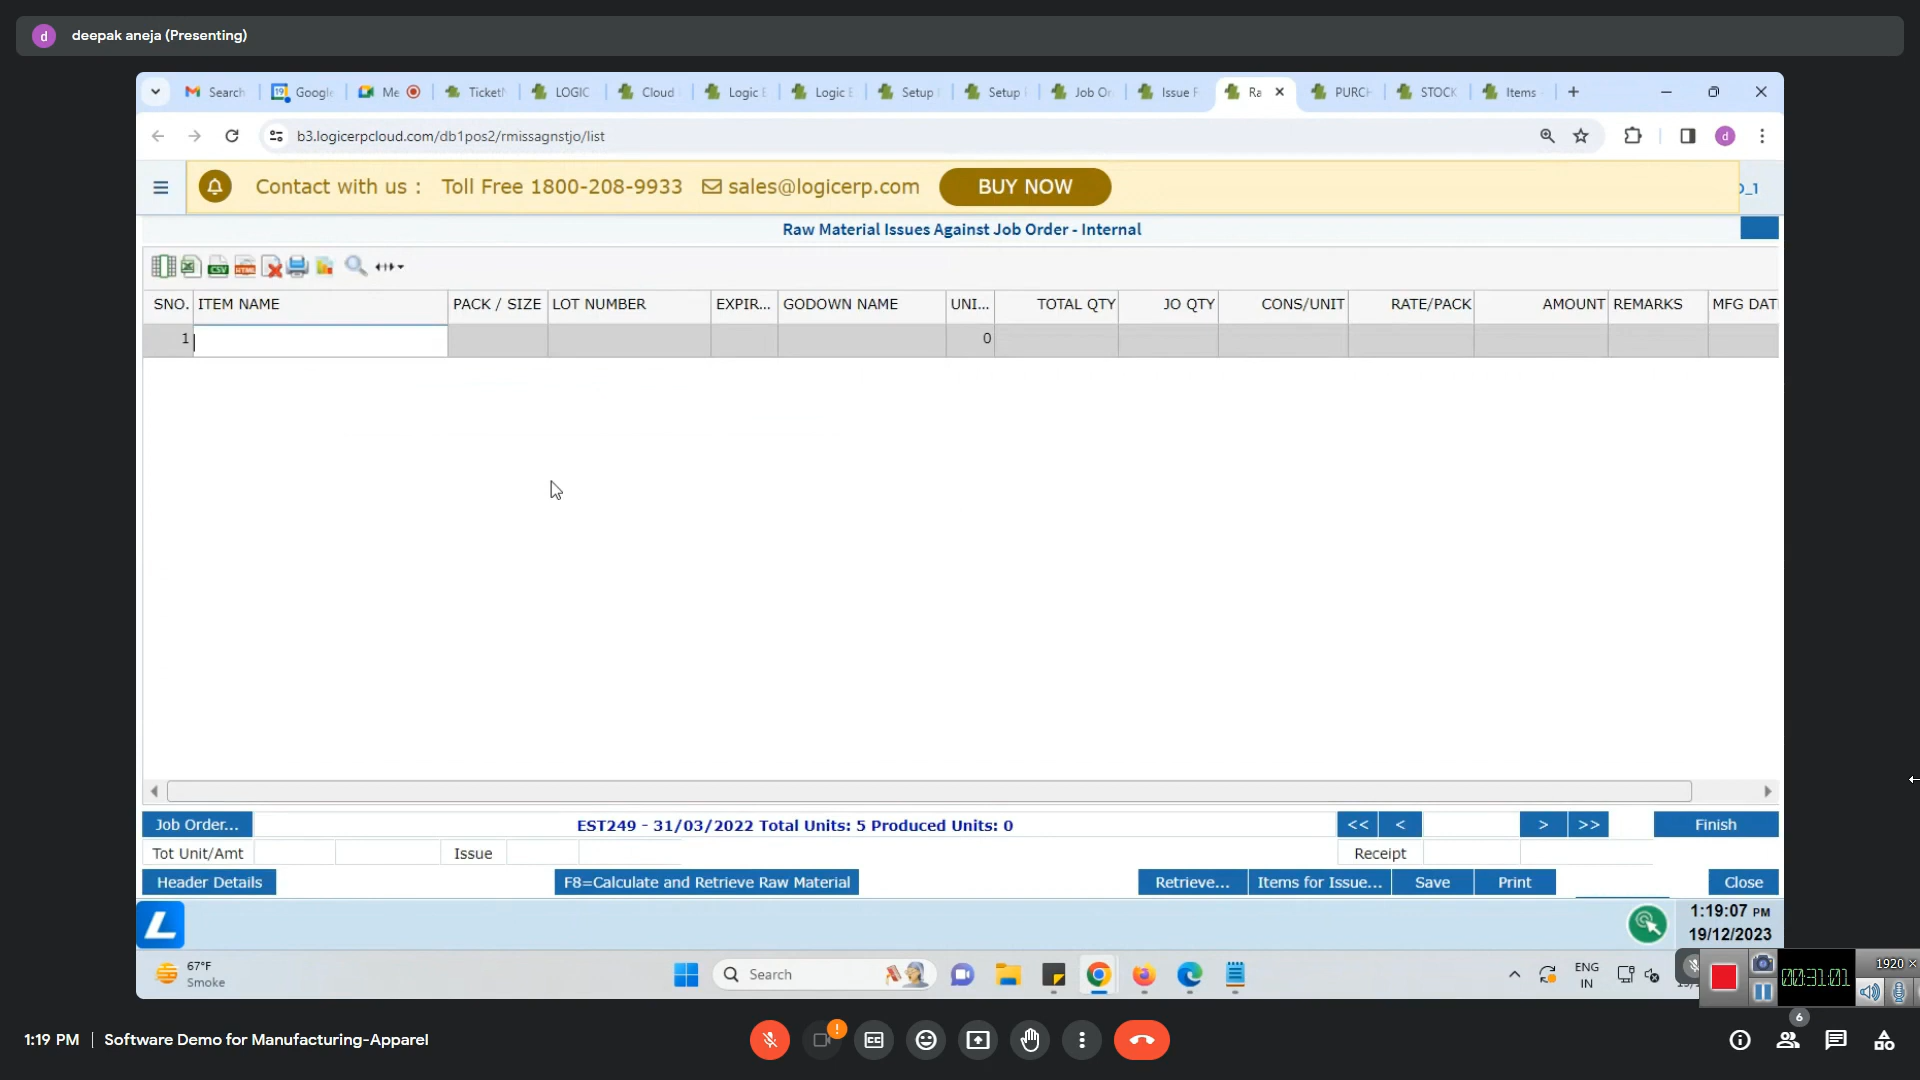 d deepak aneja (Presenting)
Search Google Me TicketN LOGIC Cloud Logic E Logic E Setup Setup Job Or Issue F Ra PURCH STOCK Items
b3.logicerpcloud.com/db1pos2/rmissagnstjo/list d
Contact with us : Toll Free 1800-208-9933 sales@logicerp.com BUY NOW
Raw Material Issues Against Job Order - Internal
SNO. ITEM NAME PACK / SIZE LOT NUMBER EXPIR... GODOWN NAME UNI... TOTAL QTY JO QTY CONS/UNIT RATE/PACK AMOUNT REMARKS MFG DAT
1 0
Job Order... EST249 - 31/03/2022 Total Units: 5 Produced Units: 0 << < > >> Finish
Tot Unit/Amt Issue Receipt
Header Details F8=Calculate and Retrieve Raw Material Retrieve... Items for Issue... Save Print Close
L 1:19:07 PM
19/12/2023
67°F
Smoke
Search
ENG
IN
00:31:01
1920 ×
6
1:19 PM Software Demo for Manufacturing-Apparel